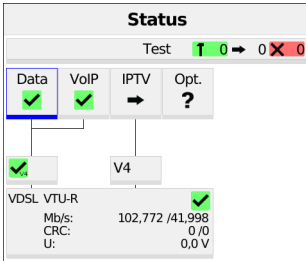 Status
Test 0 0 0
Data VoIP IPTV Opt.
?
V4 V4
VDSL VTU-R
Mb/s: 102,772 /41,998
CRC: 0 /0
U: 0,0 V